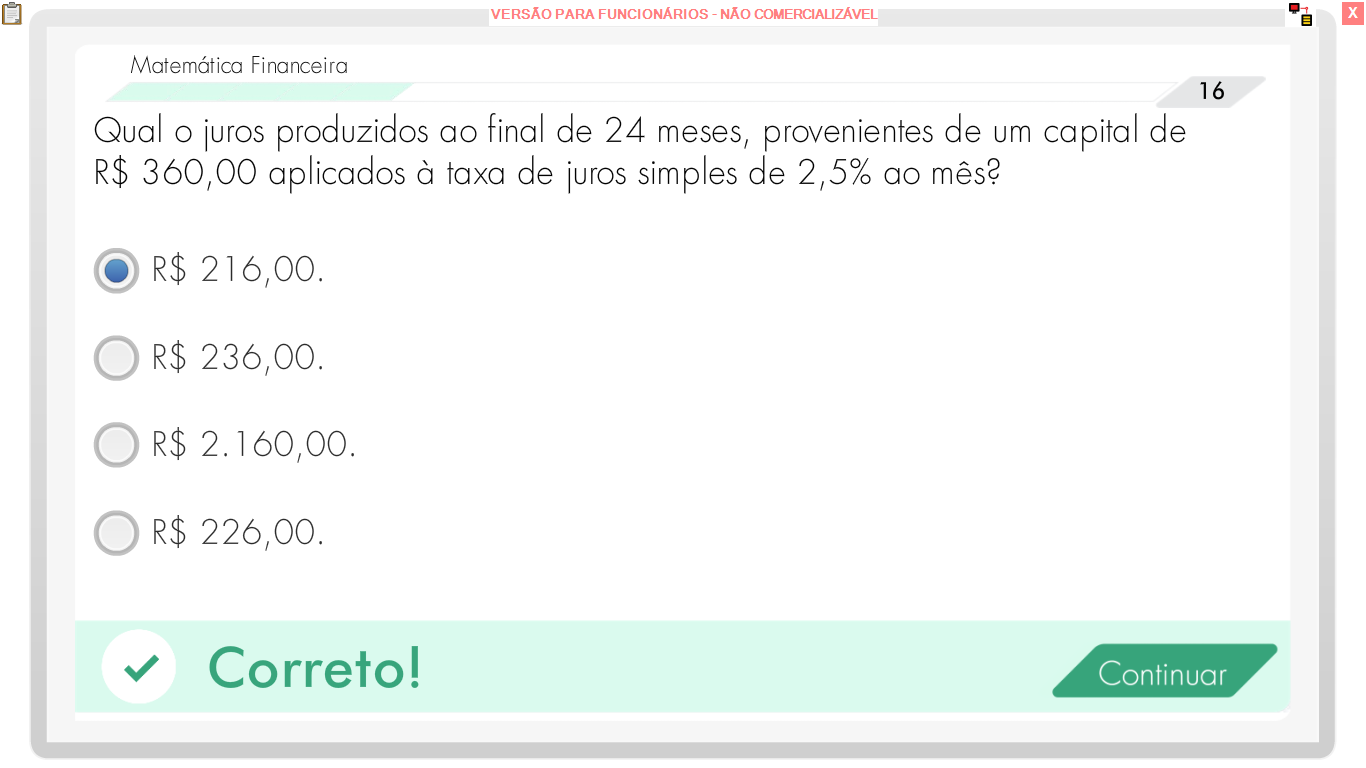 VERSÃO PARA FUNCIONÁRIOS - NÃO COMERCIALIZÁVEL
X
Matemática Financeira
16
Qual o juros produzidos ao final de 24 meses, provenientes de um capital de
R$ 360,00 aplicados à taxa de juros simples de 2,5% ao mês?
R$ 216,00.
R$ 236,00.
R$ 2.160,00.
R$ 226,00.
Correto!
Continuar